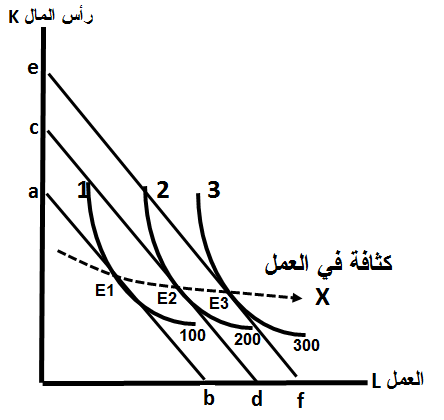 K رأس المال
e
c
a
1 2 3
كثافة في العمل
X
E1 E2 E3
100 200 300
b d f
L العمل